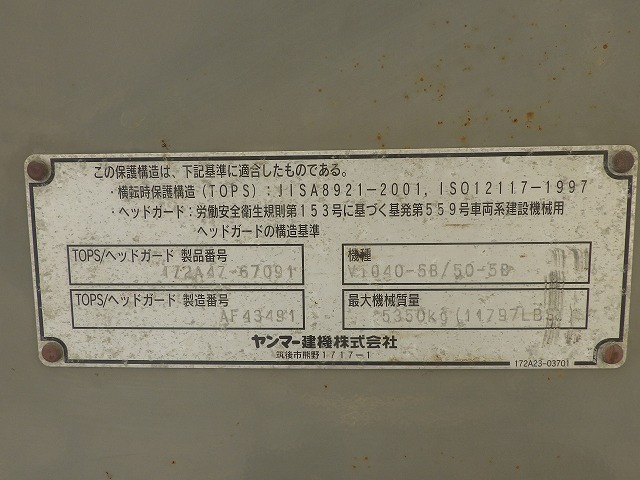 この保護構造は、下記基準に適合したものである。
・横転時保護構造（TOPS）：JISA8921-2001, ISO12117-1997
・ヘッドガード：労働安全衛生規則第153号に基づく基発第559号車両系建設機械用
ヘッドガードの構造基準
TOPS/ヘッドガード 製品番号
172A47-67091
機種
ViO40-5B/50-5B
TOPS/ヘッドガード 製造番号
AF43491
最大機械質量
5350kg(11797LBS.)
ヤンマー建機株式会社
筑後市熊野1717-1
172A23-03701